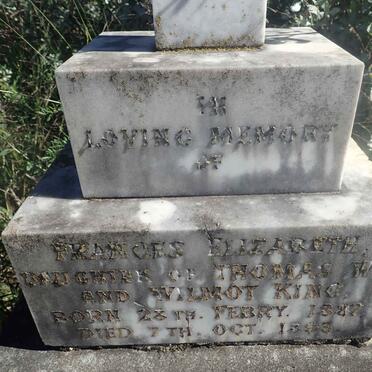 IN
LOVING MEMORY
OF
FRANCES ELIZABETH
DAUGHTER OF THOMAS W
AND WILMOT KING
BORN 28TH. FEBRY.
DIED 7TH. OCT.